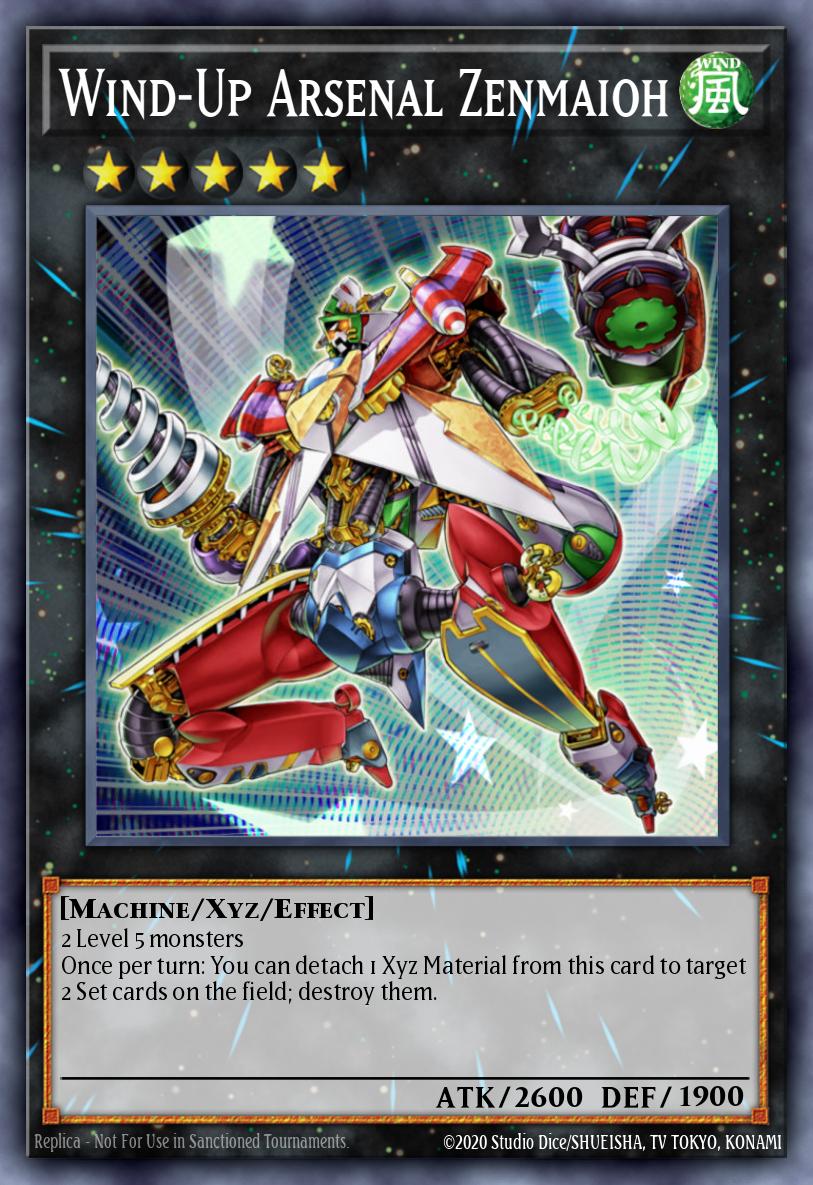 Wind-Up Arsenal Zenmaioh
WIND
風
[Machine/Xyz/Effect]
2 Level 5 monsters
Once per turn: You can detach 1 Xyz Material from this card to target
2 Set cards on the field; destroy them.
ATK/2600 DEF/1900
Replica - Not For Use in Sanctioned Tournaments.
©2020 Studio Dice/SHUEISHA, TV TOKYO, KONAMI